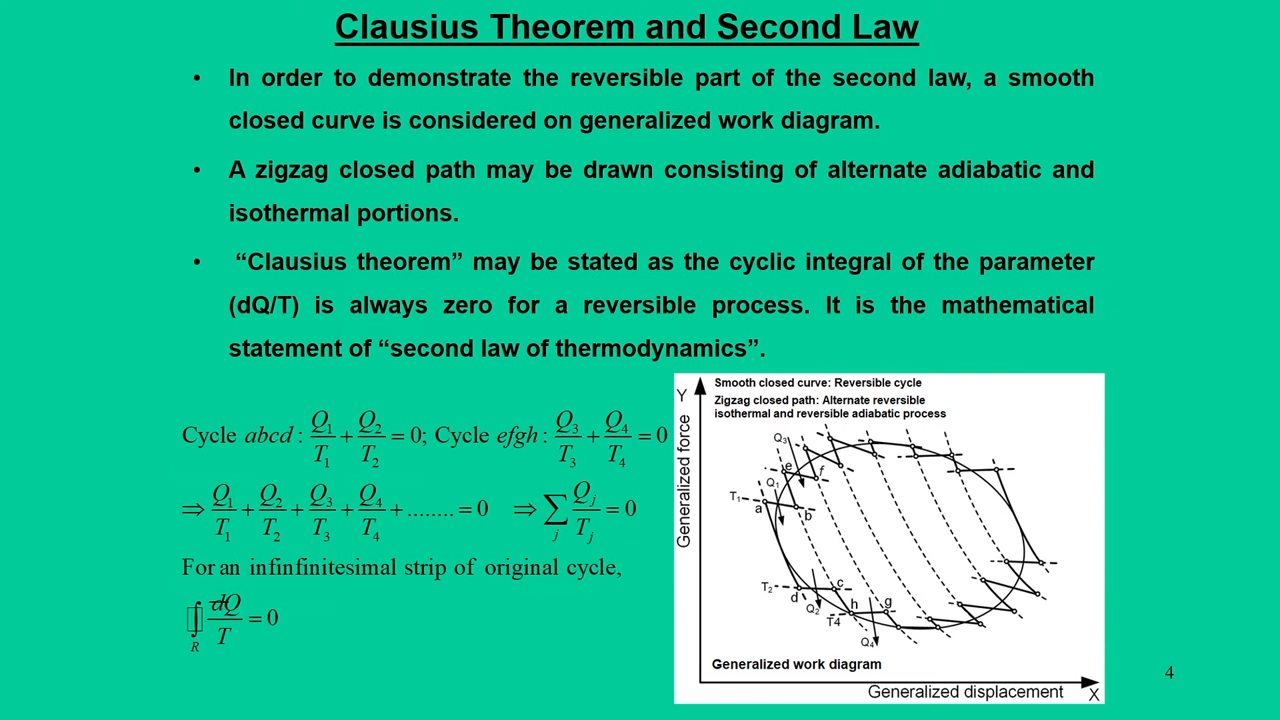 Clausius Theorem and Second Law
• In order to demonstrate the reversible part of the second law, a smooth
closed curve is considered on generalized work diagram.
• A zigzag closed path may be drawn consisting of alternate adiabatic and
isothermal portions.
• “Clausius theorem” may be stated as the cyclic integral of the parameter
(dQ/T) is always zero for a reversible process. It is the mathematical
statement of “second law of thermodynamics”.
Cycle abcd : Q₁/T₁ + Q₂/T₂ = 0; Cycle efgh : Q₃/T₃ + Q₄/T₄ = 0
⇒ Q₁/T₁ + Q₂/T₂ + Q₃/T₃ + Q₄/T₄ + ........ = 0 ⇒ ∑ⱼ Qⱼ/Tⱼ = 0
For an infinfinitesimal strip of original cycle,
∮R đQ/T = 0
Y
Smooth closed curve: Reversible cycle
Zigzag closed path: Alternate reversible
isothermal and reversible adiabatic process
Generalized force
Q₃
e
f
Q₁
T₁
a
b
T₂
c
d
Q₂
h
g
T4
Q₄
Generalized work diagram
Generalized displacement
X
4